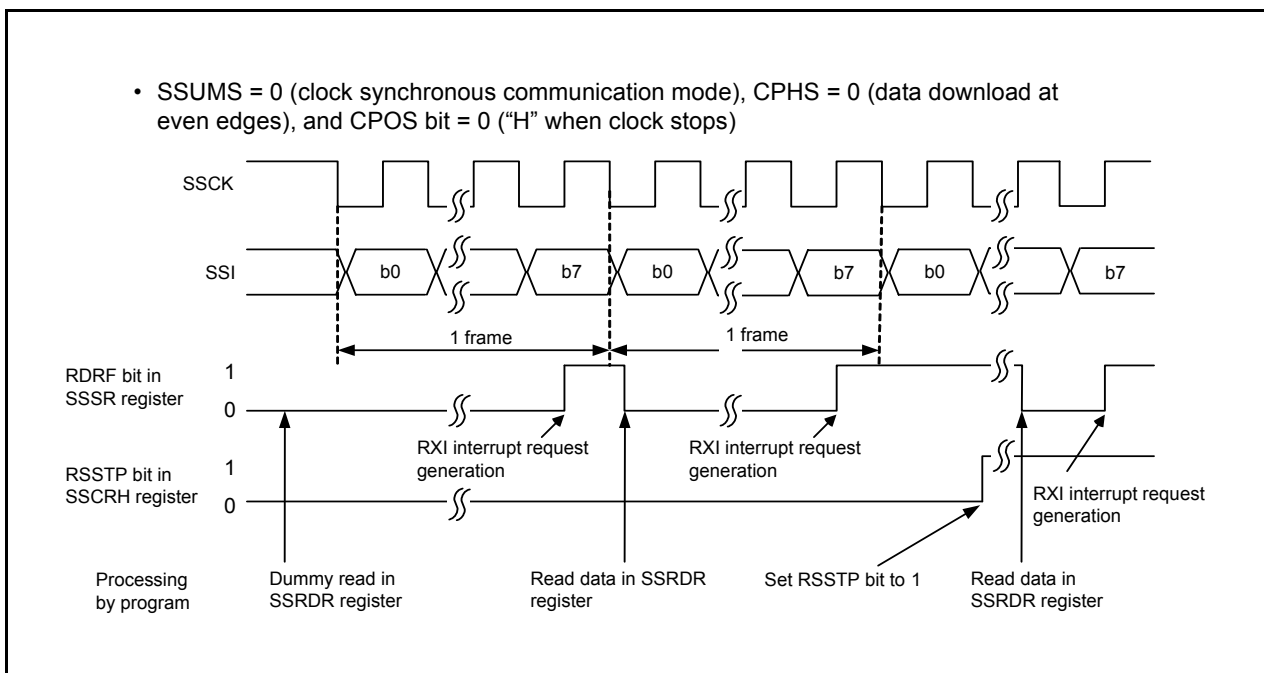 • SSUMS = 0 (clock synchronous communication mode), CPHS = 0 (data download at
even edges), and CPOS bit = 0 (“H” when clock stops)
SSCK
SSI
b0
b7
b0
b7
b0
b7
1 frame
1 frame
RDRF bit in
SSSR register
1
0
RXI interrupt request
generation
RXI interrupt request
generation
RSSTP bit in
SSCRH register
1
0
RXI interrupt request
generation
Processing
by program
Dummy read in
SSRDR register
Read data in SSRDR
register
Set RSSTP bit to 1
Read data in
SSRDR register